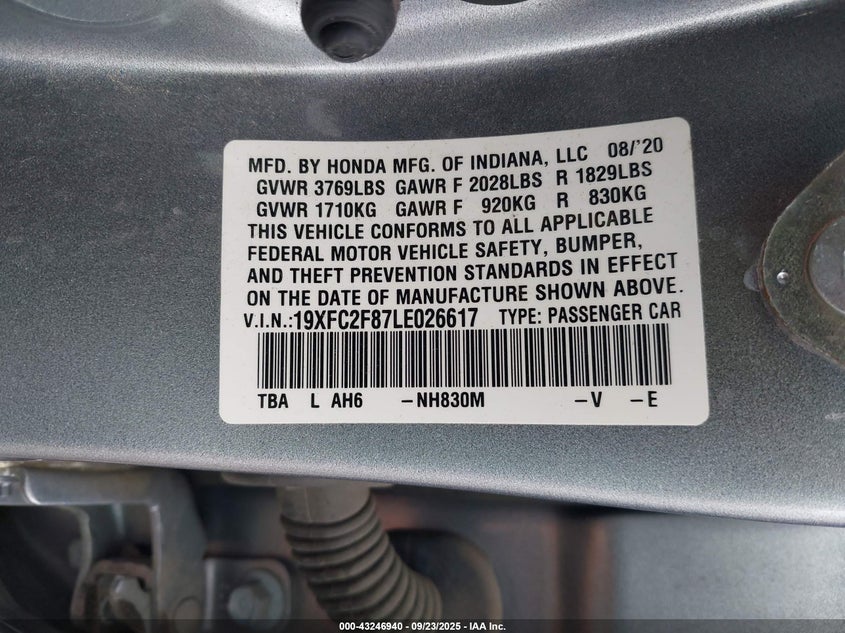 MFD. BY HONDA MFG. OF INDIANA, LLC 08/'20
GVWR 3769LBS GAWR F 2028LBS R 1829LBS
GVWR 1710KG GAWR F 920KG R 830KG
THIS VEHICLE CONFORMS TO ALL APPLICABLE
FEDERAL MOTOR VEHICLE SAFETY, BUMPER,
AND THEFT PREVENTION STANDARDS IN EFFECT
ON THE DATE OF MANUFACTURE SHOWN ABOVE.
V.I.N.:19XFC2F87LE026617 TYPE: PASSENGER CAR
TBA L AH6 –NH830M –V –E
000-43246940 - 09/23/2025 - IAA Inc.